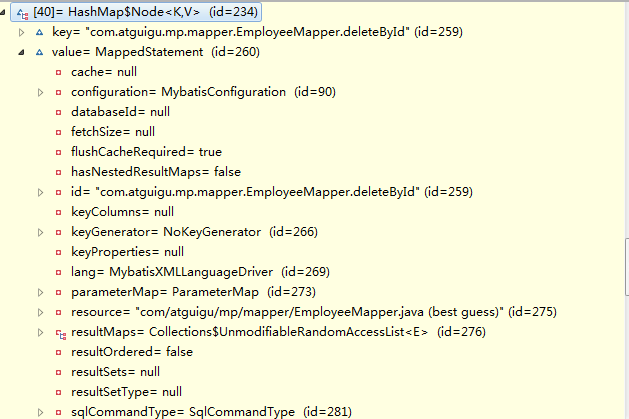 [40]= HashMap$Node<K,V> (id=234)
key= "com.atguigu.mp.mapper.EmployeeMapper.deleteById" (id=259)
value= MappedStatement (id=260)
cache= null
configuration= MybatisConfiguration (id=90)
databaseId= null
fetchSize= null
flushCacheRequired= true
hasNestedResultMaps= false
id= "com.atguigu.mp.mapper.EmployeeMapper.deleteById" (id=259)
keyColumns= null
keyGenerator= NoKeyGenerator (id=266)
keyProperties= null
lang= MybatisXMLLanguageDriver (id=269)
parameterMap= ParameterMap (id=273)
resource= "com/atguigu/mp/mapper/EmployeeMapper.java (best guess)" (id=275)
resultMaps= Collections$UnmodifiableRandomAccessList<E> (id=276)
resultOrdered= false
resultSets= null
resultSetType= null
sqlCommandType= SqlCommandType (id=281)